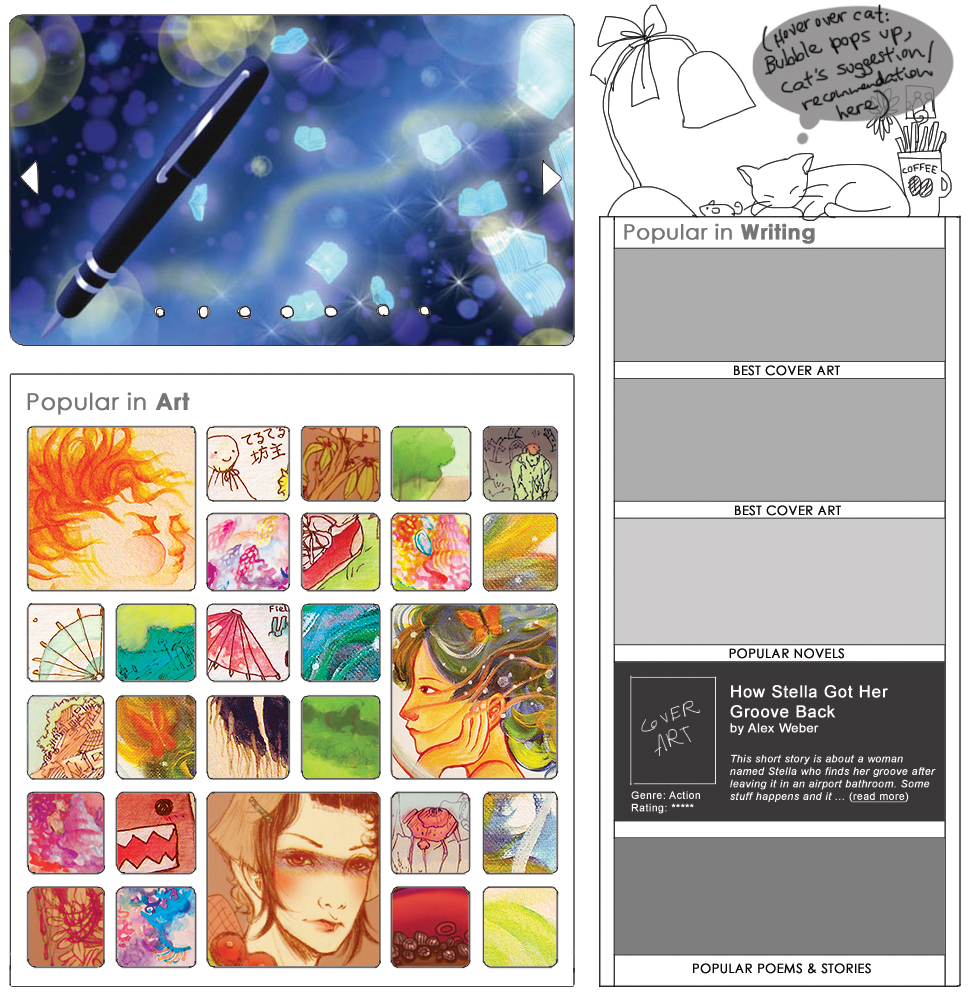 (Hover over cat:
Bubble pops up,
cat's suggestion/
recommendation
here)
COFFEE
Popular in Writing
BEST COVER ART
BEST COVER ART
POPULAR NOVELS
COVER
ART
How Stella Got Her
Groove Back
by Alex Weber
This short story is about a woman
named Stella who finds her groove after
leaving it in an airport bathroom. Some
stuff happens and it ... (read more)
Genre: Action
Rating: *****
POPULAR POEMS & STORIES
Popular in Art
てるてる
坊主
Fiel